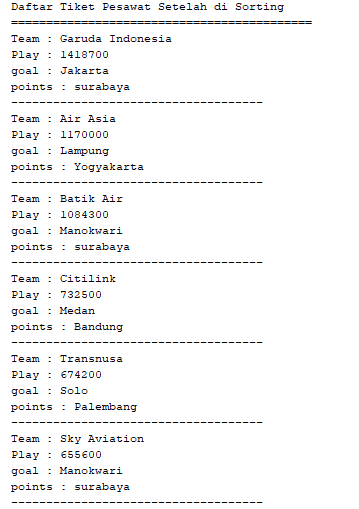 Daftar Tiket Pesawat Setelah di Sorting
===========================================
Team : Garuda Indonesia
Play : 1418700
goal : Jakarta
points : surabaya
------------------------------------
Team : Air Asia
Play : 1170000
goal : Lampung
points : Yogyakarta
------------------------------------
Team : Batik Air
Play : 1084300
goal : Manokwari
points : surabaya
------------------------------------
Team : Citilink
Play : 732500
goal : Medan
points : Bandung
------------------------------------
Team : Transnusa
Play : 674200
goal : Solo
points : Palembang
------------------------------------
Team : Sky Aviation
Play : 655600
goal : Manokwari
points : surabaya
------------------------------------